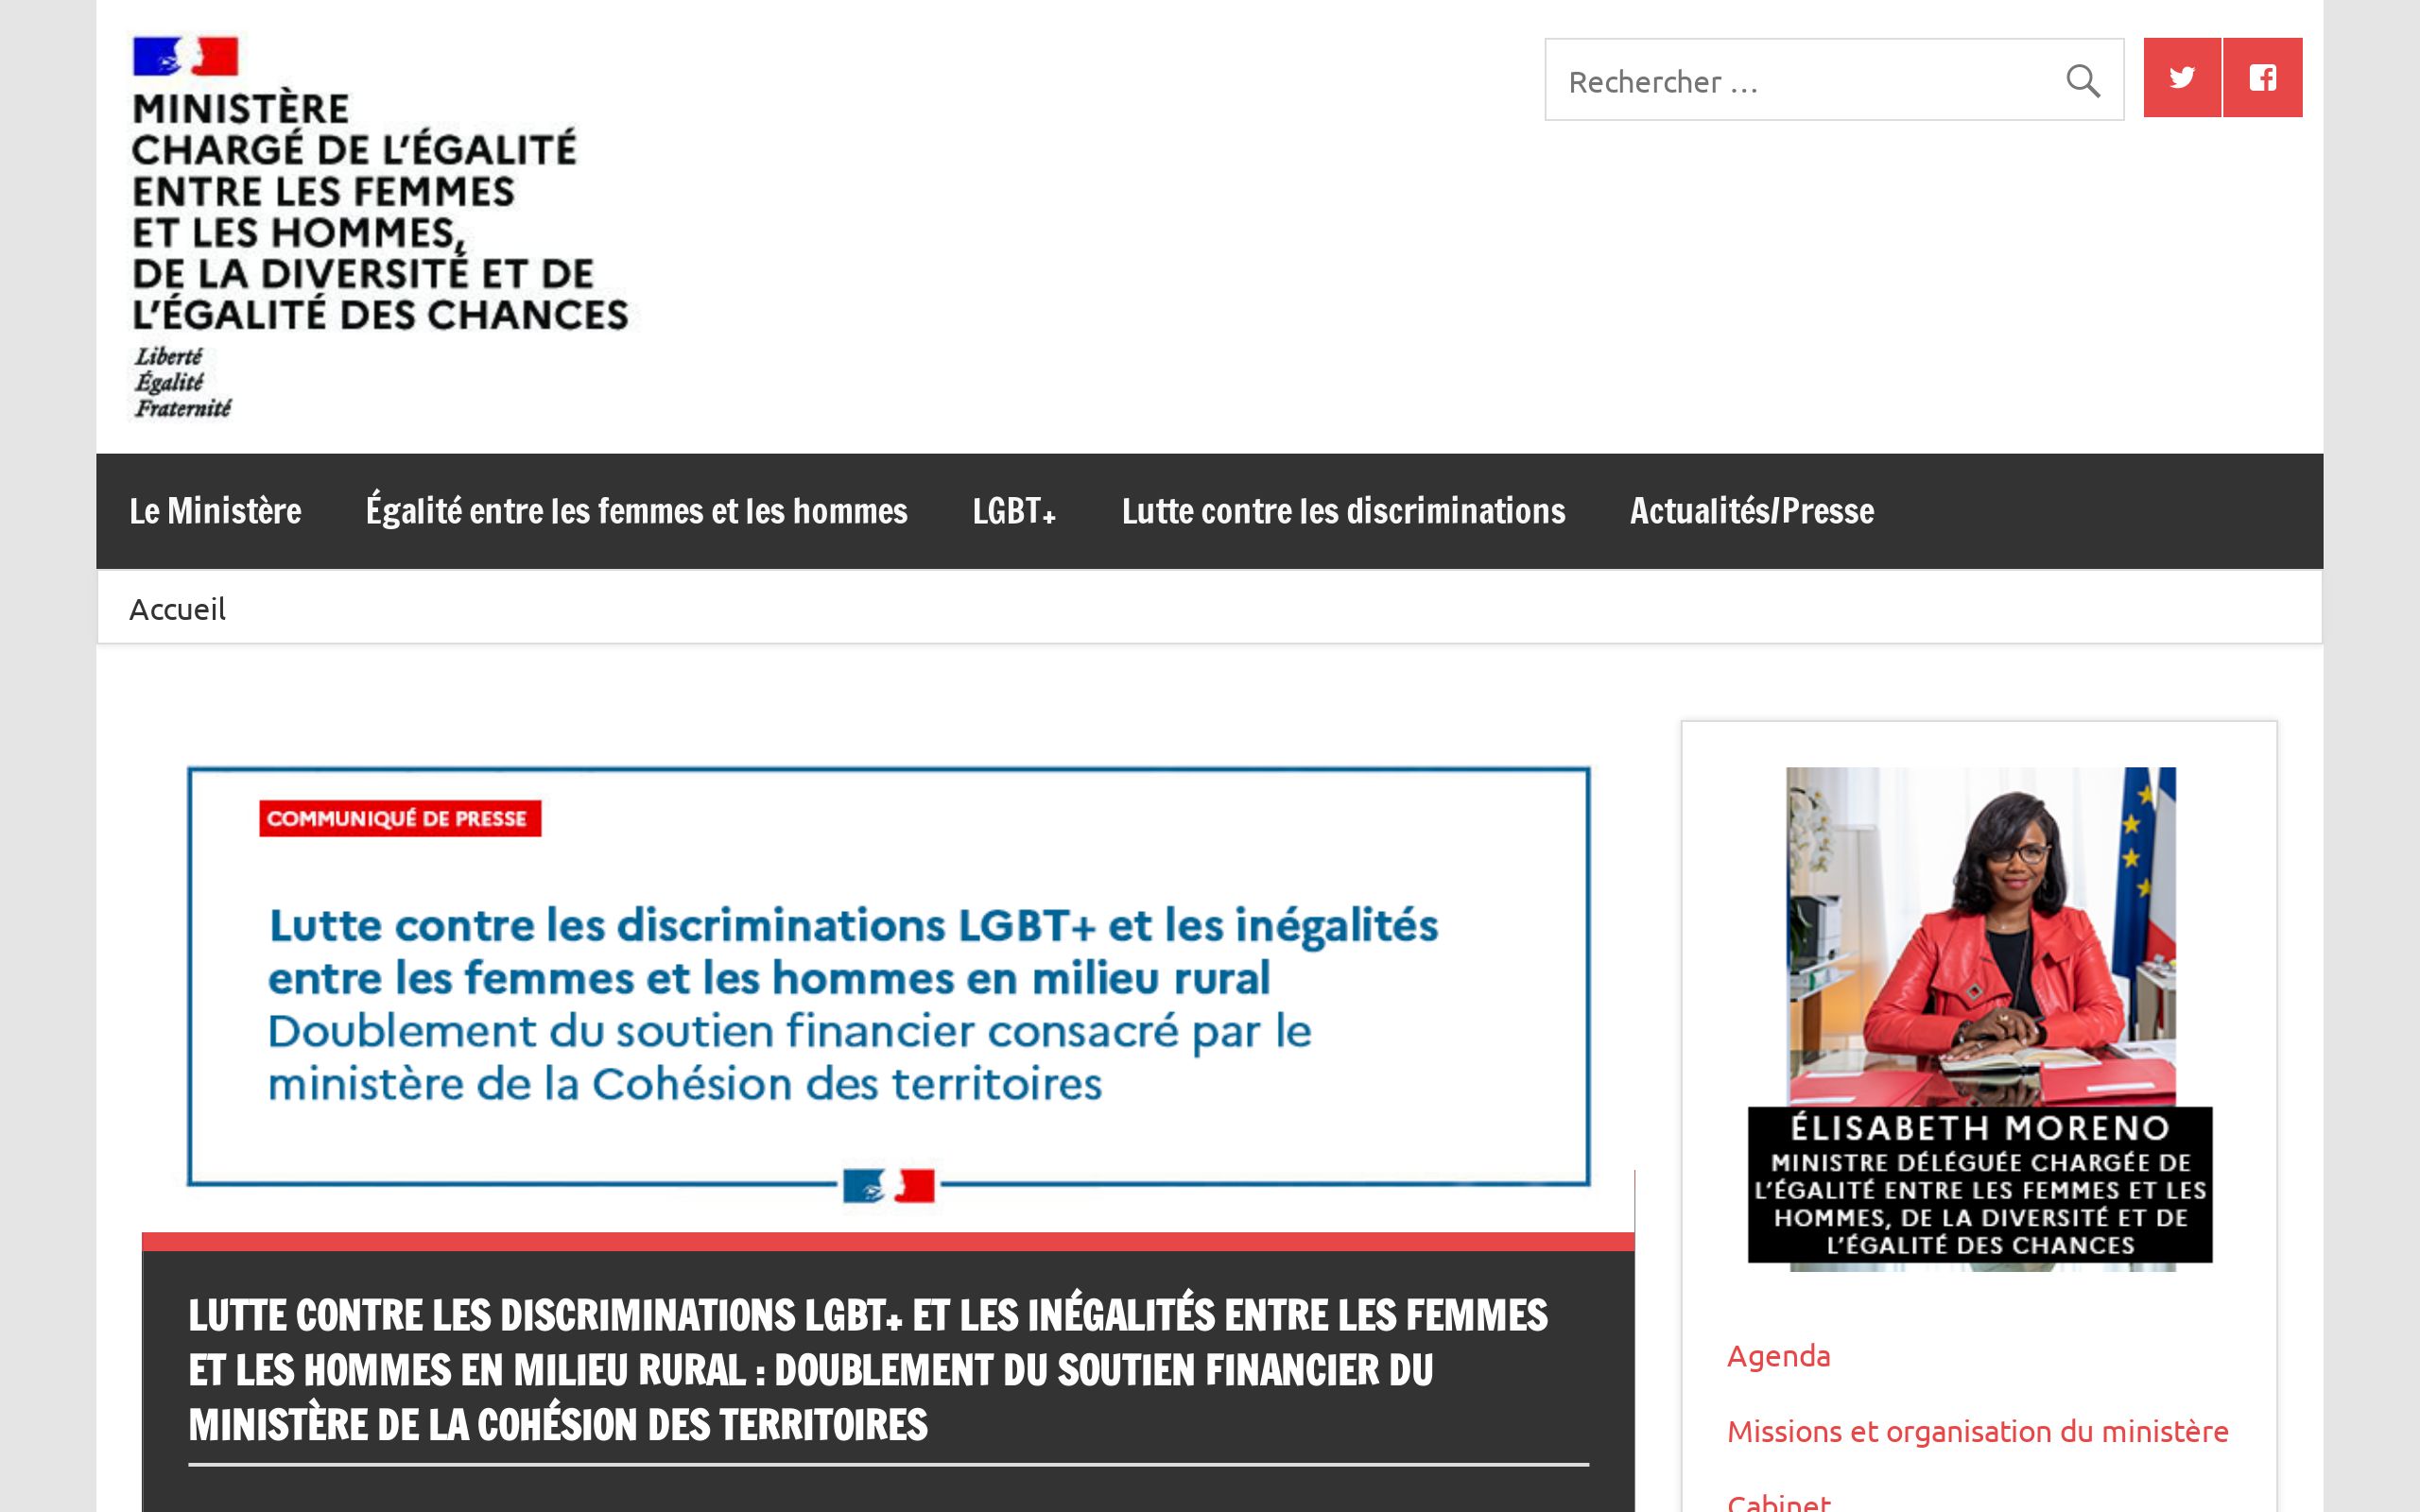 MINISTÈRE
CHARGÉ DE L'ÉGALITÉ
ENTRE LES FEMMES
ET LES HOMMES,
DE LA DIVERSITÉ ET DE
L'ÉGALITÉ DES CHANCES
Liberté
Égalité
Fraternité
Rechercher …
Le Ministère
Égalité entre les femmes et les hommes
LGBT+
Lutte contre les discriminations
Actualités/Presse
Accueil
COMMUNIQUÉ DE PRESSE
Lutte contre les discriminations LGBT+ et les inégalités
entre les femmes et les hommes en milieu rural
Doublement du soutien financier consacré par le
ministère de la Cohésion des territoires
LUTTE CONTRE LES DISCRIMINATIONS LGBT+ ET LES INÉGALITÉS ENTRE LES FEMMES
ET LES HOMMES EN MILIEU RURAL : DOUBLEMENT DU SOUTIEN FINANCIER DU
MINISTÈRE DE LA COHÉSION DES TERRITOIRES
ÉLISABETH MORENO
MINISTRE DÉLÉGUÉE CHARGÉE DE
L'ÉGALITÉ ENTRE LES FEMMES ET LES
HOMMES, DE LA DIVERSITÉ ET DE
L'ÉGALITÉ DES CHANCES
Agenda
Missions et organisation du ministère
Cabinet